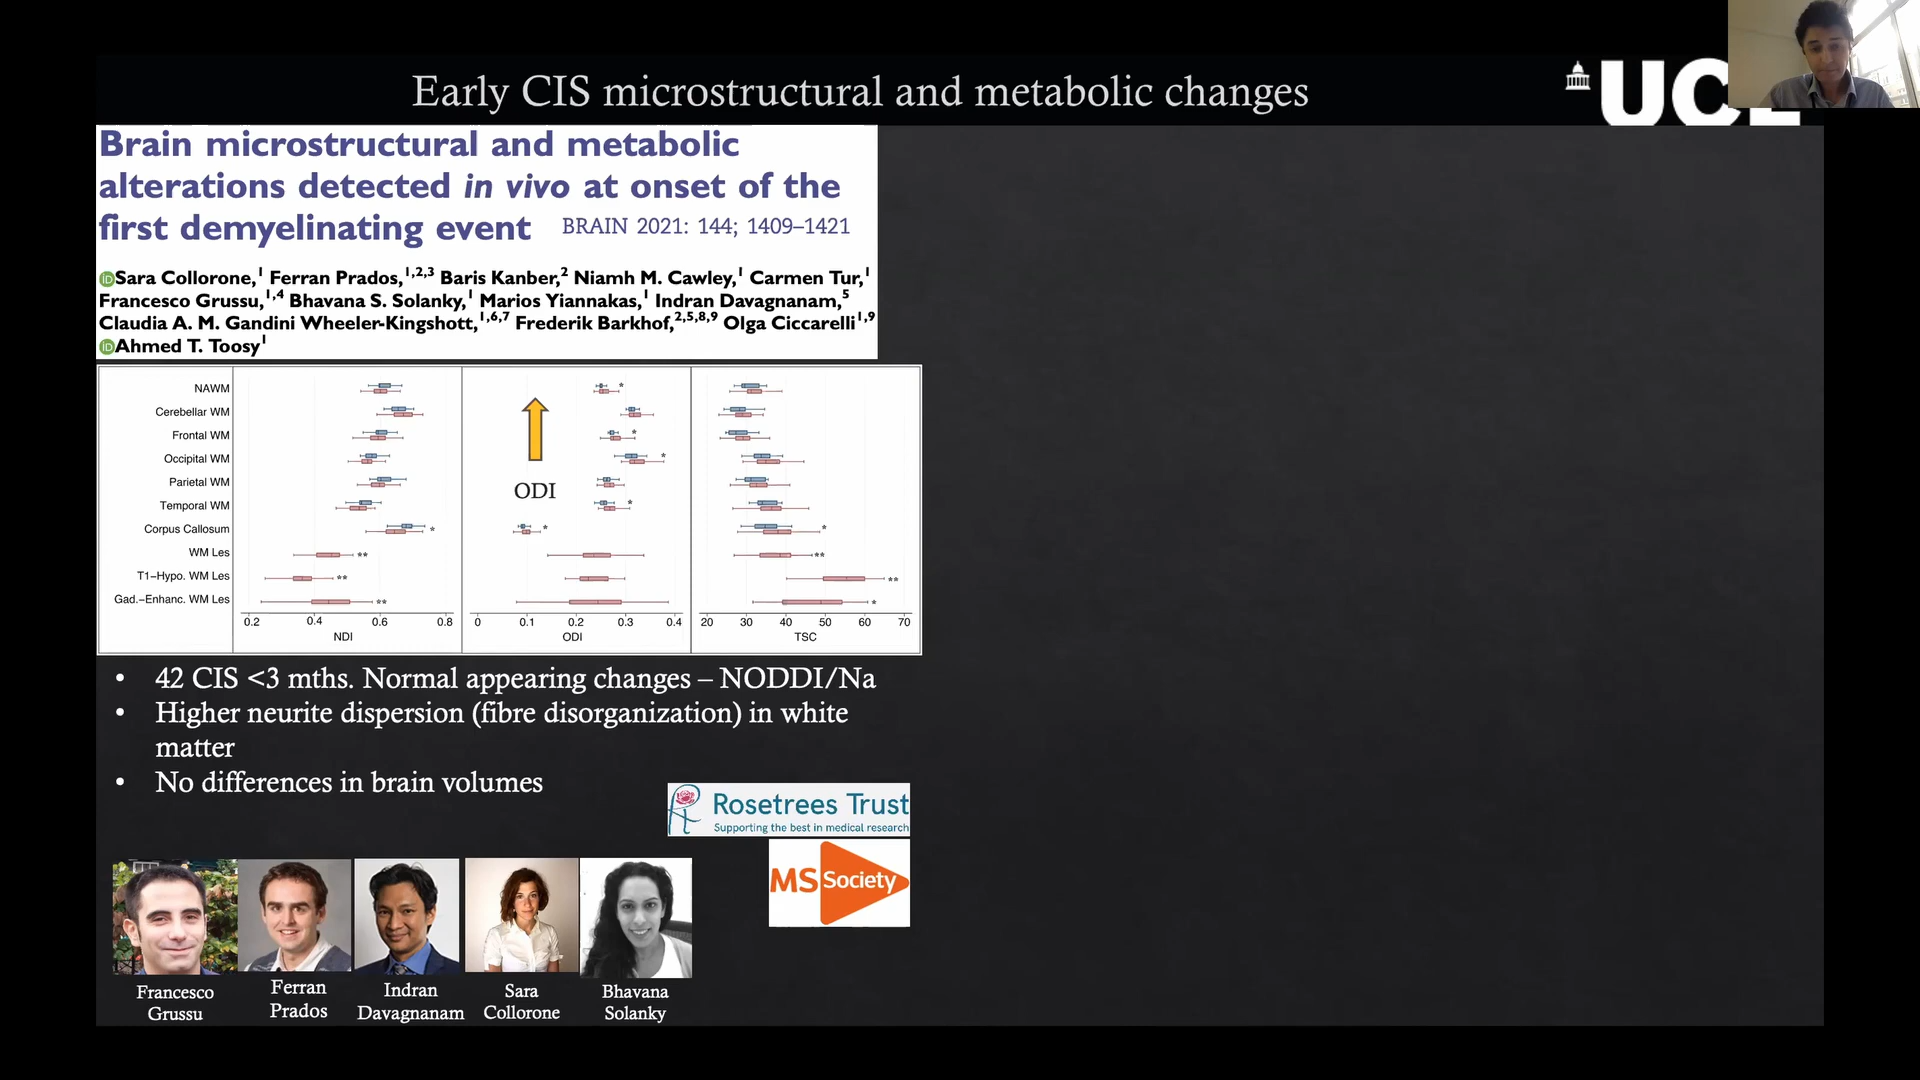 Early CIS microstructural and metabolic changes
UCL
Brain microstructural and metabolic
alterations detected in vivo at onset of the
first demyelinating event BRAIN 2021: 144; 1409–1421
iD Sara Collorone,1 Ferran Prados,1,2,3 Baris Kanber,2 Niamh M. Cawley,1 Carmen Tur,1
Francesco Grussu,1,4 Bhavana S. Solanky,1 Marios Yiannakas,1 Indran Davagnanam,5
Claudia A. M. Gandini Wheeler-Kingshott,1,6,7 Frederik Barkhof,2,5,8,9 Olga Ciccarelli1,9
iD Ahmed T. Toosy1
NAWM *
Cerebellar WM
Frontal WM *
Occipital WM *
Parietal WM
ODI
Temporal WM *
Corpus Callosum * * *
WM Les ** **
T1–Hypo. WM Les ** **
Gad.–Enhanc. WM Les ** *
0.2 0.4 0.6 0.8 0 0.1 0.2 0.3 0.4 20 30 40 50 60 70
NDI ODI TSC
• 42 CIS <3 mths. Normal appearing changes – NODDI/Na
• Higher neurite dispersion (fibre disorganization) in white
matter
• No differences in brain volumes
Rosetrees Trust
Supporting the best in medical research
MS Society
Francesco
Grussu
Ferran
Prados
Indran
Davagnanam
Sara
Collorone
Bhavana
Solanky